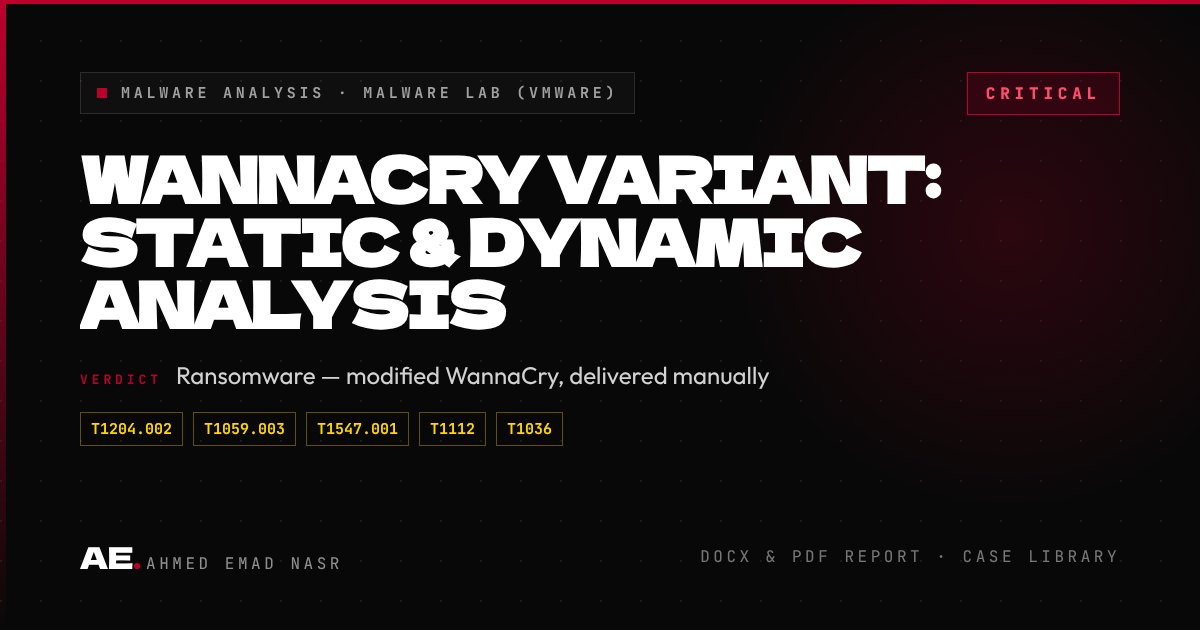 MALWARE ANALYSIS · MALWARE LAB (VMWARE)
CRITICAL
WANNACRY VARIANT:
STATIC & DYNAMIC
ANALYSIS
VERDICT Ransomware — modified WannaCry, delivered manually
T1204.002 T1059.003 T1547.001 T1112 T1036
AE. AHMED EMAD NASR
DOCX & PDF REPORT · CASE LIBRARY